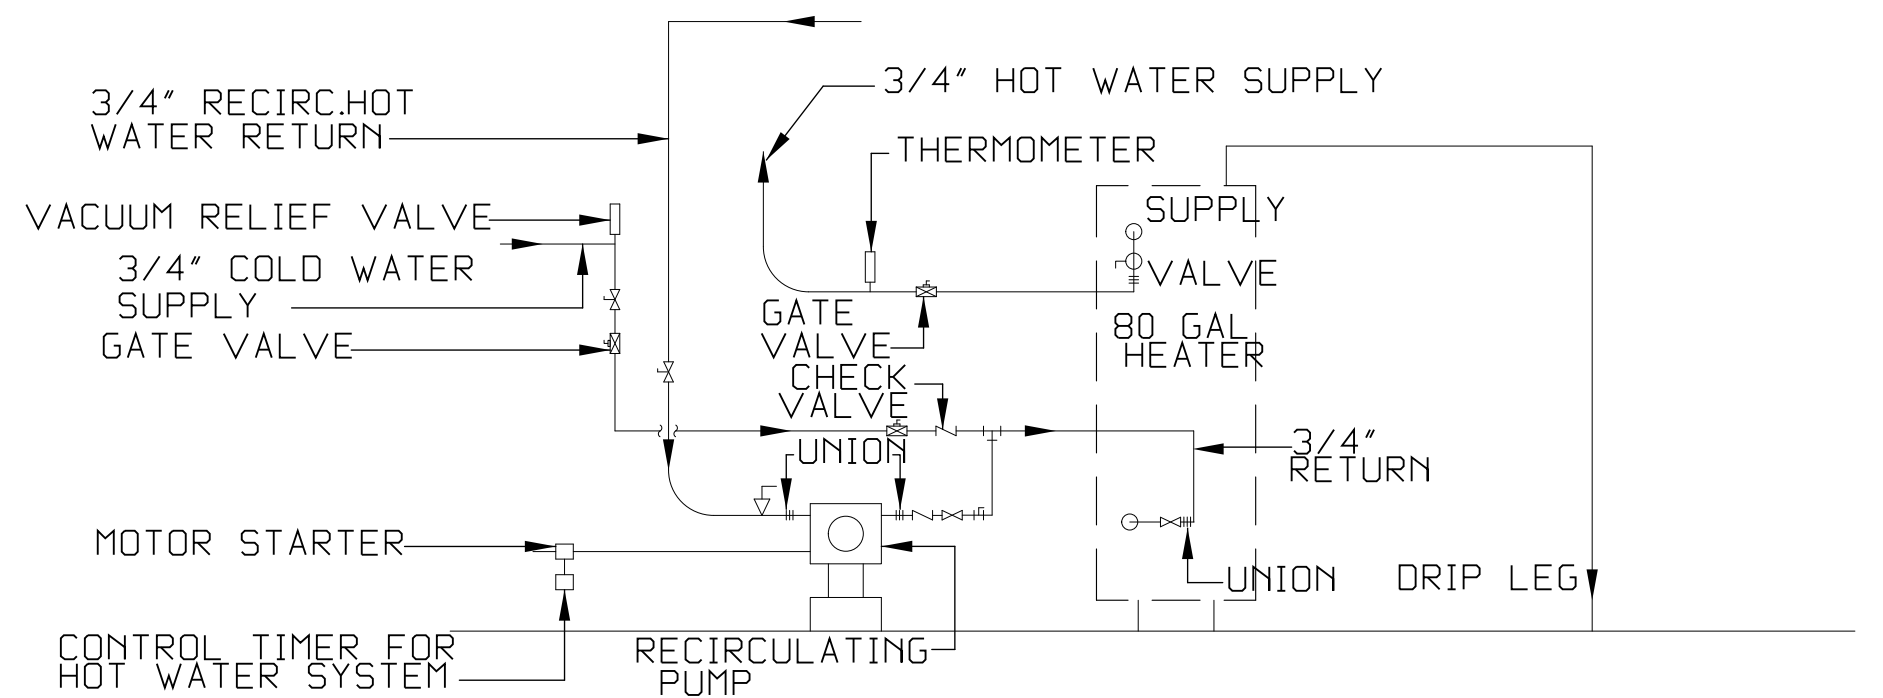 3/4" HOT WATER SUPPLY
3/4" RECIRC.HOT
WATER RETURN
THERMOMETER
VACUUM RELIEF VALVE
SUPPLY
VALVE
3/4" COLD WATER
SUPPLY
GATE VALVE
GATE
VALVE
80 GAL
HEATER
CHECK
VALVE
UNION
3/4"
RETURN
MOTOR STARTER
UNION
DRIP LEG
CONTROL TIMER FOR
HOT WATER SYSTEM
RECIRCULATING
PUMP